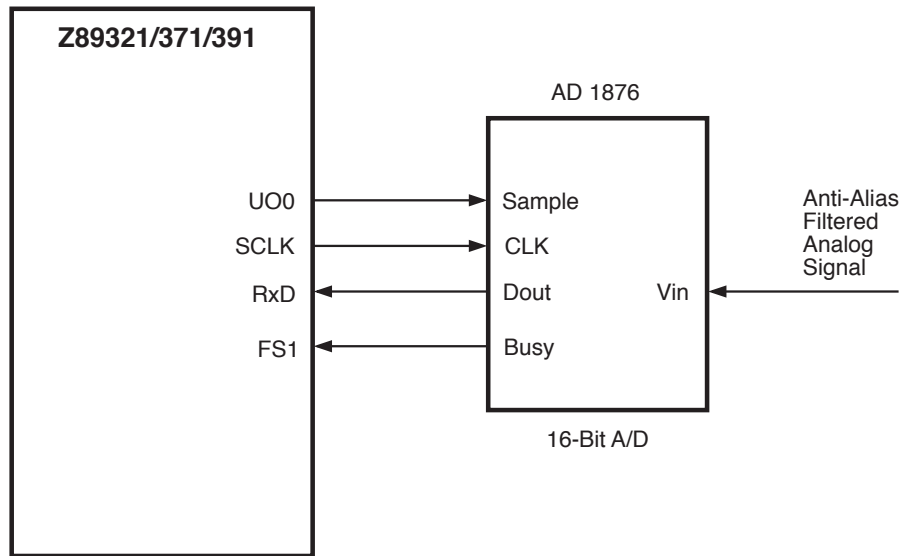 Z89321/371/391
AD 1876
UO0
SCLK
RxD
FS1
Sample
CLK
Dout
Busy
Vin
Anti-Alias
Filtered
Analog
Signal
16-Bit A/D